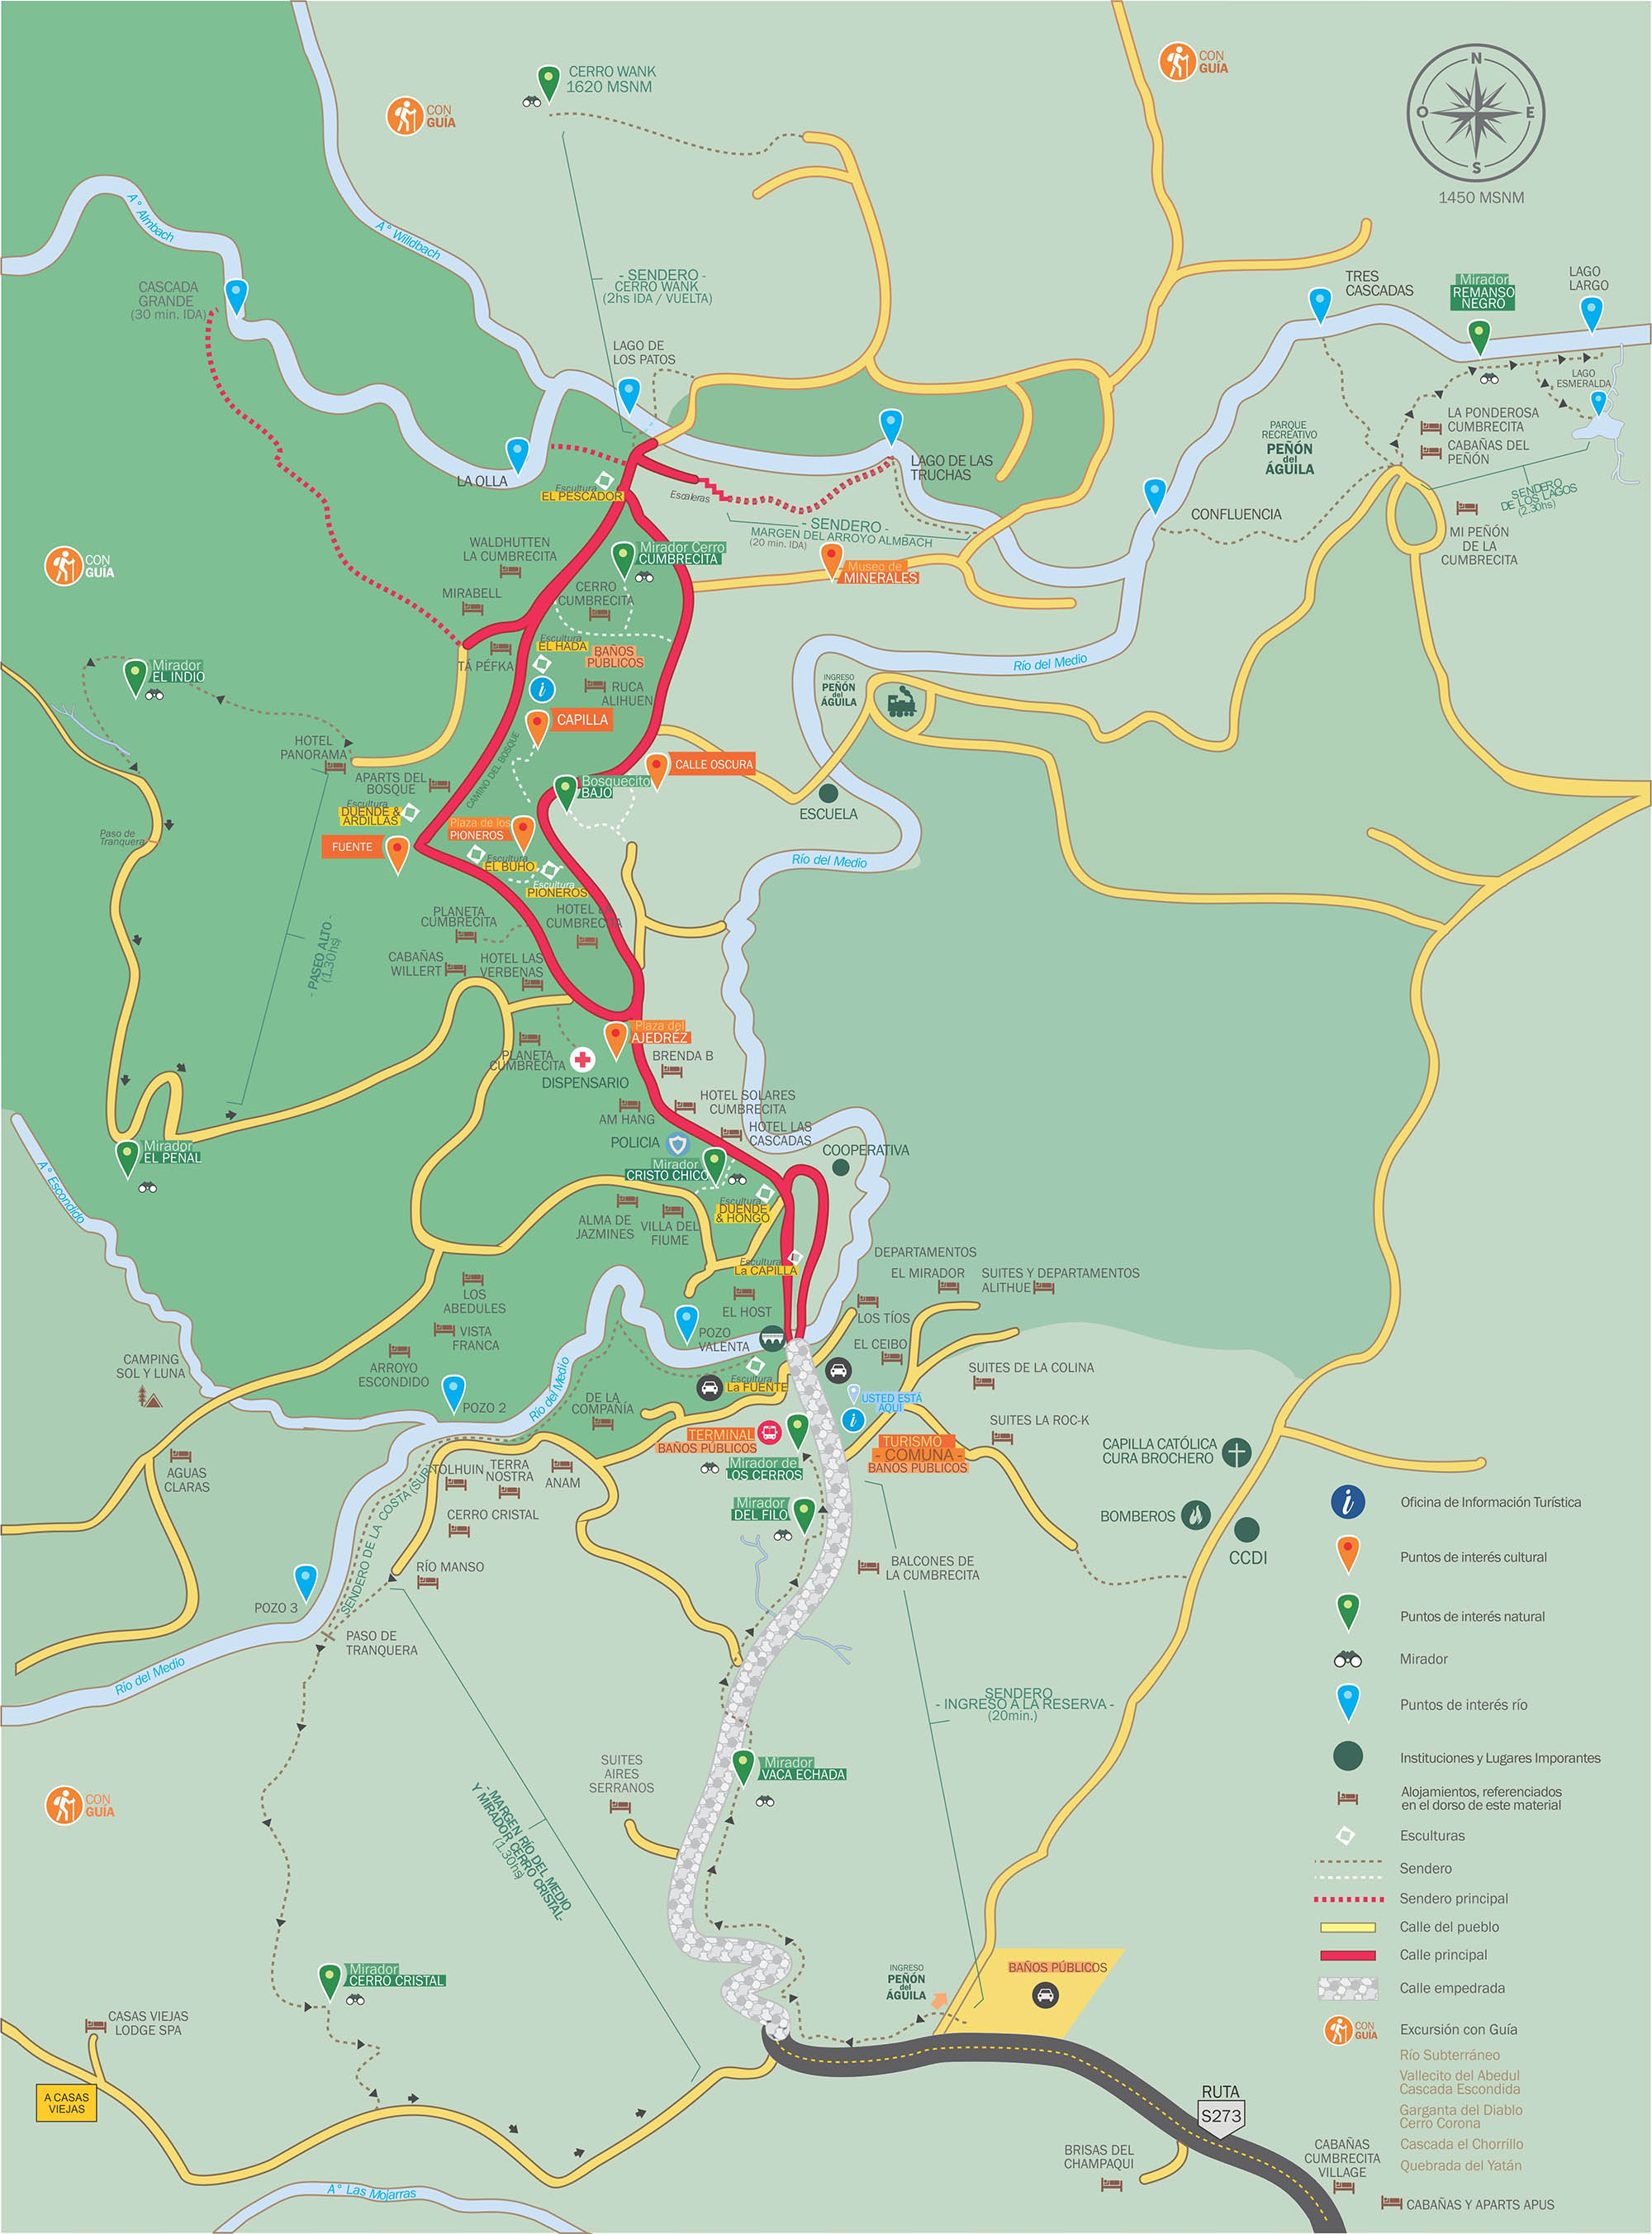 CERRO WANK
1620 MSNM
CON
GUÍA
CON
GUÍA
N
O
E
S
1450 MSNM
A° Almbach
A° Willdbach
CASCADA
GRANDE
(30 min. IDA)
- SENDERO -
CERRO WANK
(2hs IDA / VUELTA)
TRES
CASCADAS
Mirador
REMANSO
NEGRO
LAGO
LARGO
LAGO DE
LOS PATOS
LAGO
ESMERALDA
LA PONDEROSA
CUMBRECITA
CABAÑAS DEL
PEÑÓN
PARQUE
RECREATIVO
PEÑÓN
del
ÁGUILA
LA OLLA
Escultura
EL PESCADOR
Escaleras
LAGO DE LAS
TRUCHAS
SENDERO
DE LOS LAGOS
(2.30hs)
CONFLUENCIA
- SENDERO -
MARGEN DEL ARROYO ALMBACH
(20 min. IDA)
MI PEÑÓN
DE LA
CUMBRECITA
WALDHUTTEN
LA CUMBRECITA
Mirador Cerro
CUMBRECITA
Museo de
MINERALES
CON
GUÍA
MIRABELL
CERRO
CUMBRECITA
Escultura
EL HADA
BAÑOS
PÚBLICOS
TÁ PÉFKA
Río del Medio
Mirador
EL INDIO
RUCA
ALIHUEN
INGRESO
PEÑÓN
del
ÁGUILA
CAPILLA
HOTEL
PANORAMA
CAMINO DEL BOSQUE
CALLE OSCURA
APARTS DEL
BOSQUE
Bosquecito
BAJO
Escultura
DUENDE &
ARDILLAS
ESCUELA
Paso de
Tranquera
FUENTE
Plaza de los
PIONEROS
Escultura
EL BUHO
Río del Medio
Escultura
PIONEROS
PLANETA
CUMBRECITA
HOTEL LA
CUMBRECITA
- PASEO ALTO -
(1.30hs)
CABAÑAS
WILLERT
HOTEL LAS
VERBENAS
Plaza del
AJEDRÉZ
PLANETA
CUMBRECITA
BRENDA B
DISPENSARIO
HOTEL SOLARES
CUMBRECITA
AM HANG
HOTEL LAS
CASCADAS
POLICIA
COOPERATIVA
Mirador
EL PENAL
Mirador
CRISTO CHICO
A° Escondido
Escultura
DUENDE
& HONGO
ALMA DE
JAZMINES
VILLA DEL
FIUME
Escultura
La CAPILLA
DEPARTAMENTOS
EL MIRADOR
SUITES Y DEPARTAMENTOS
ALITHUE
LOS
ABEDULES
EL HOST
LOS TÍOS
VISTA
FRANCA
POZO
VALENTA
EL CEIBO
CAMPING
SOL Y LUNA
ARROYO
ESCONDIDO
SUITES DE LA COLINA
Escultura
La FUENTE
USTED ESTÁ
AQUÍ
POZO 2
Río del Medio
DE LA
COMPAÑÍA
SUITES LA ROC-K
TERMINAL
BAÑOS PÚBLICOS
TURISMO
- COMUNA -
BAÑOS PÚBLICOS
CAPILLA CATÓLICA
CURA BROCHERO
Mirador de
LOS CERROS
AGUAS
CLARAS
TOLHUIN
TERRA
NOSTRA
ANAM
SENDERO DE LA COSTA (SUR)
Mirador
DEL FILO
CERRO CRISTAL
BOMBEROS
CCDI
RÍO MANSO
BALCONES DE
LA CUMBRECITA
POZO 3
PASO DE
TRANQUERA
Río del Medio
SENDERO
- INGRESO A LA RESERVA -
(20min.)
CON
GUÍA
SUITES
AIRES
SERRANOS
Mirador
VACA ECHADA
- MARGEN RÍO DEL MEDIO
Y MIRADOR CERRO CRISTAL-
(1.30hs)
Mirador
CERRO CRISTAL
INGRESO
PEÑÓN
del
ÁGUILA
BAÑOS PÚBLICOS
CASAS VIEJAS
LODGE SPA
A CASAS
VIEJAS
RUTA
S273
BRISAS DEL
CHAMPAQUI
CABAÑAS
CUMBRECITA
VILLAGE
CABAÑAS Y APARTS APUS
A° Las Mojarras
Oficina de Información Turística
Puntos de interés cultural
Puntos de interés natural
Mirador
Puntos de interés río
Instituciones y Lugares Imporantes
Alojamientos, referenciados
en el dorso de este material
Esculturas
Sendero
Sendero principal
Calle del pueblo
Calle principal
Calle empedrada
CON
GUÍA
Excursión con Guía
Río Subterráneo
Vallecito del Abedul
Cascada Escondida
Garganta del Diablo
Cerro Corona
Cascada el Chorrillo
Quebrada del Yatán